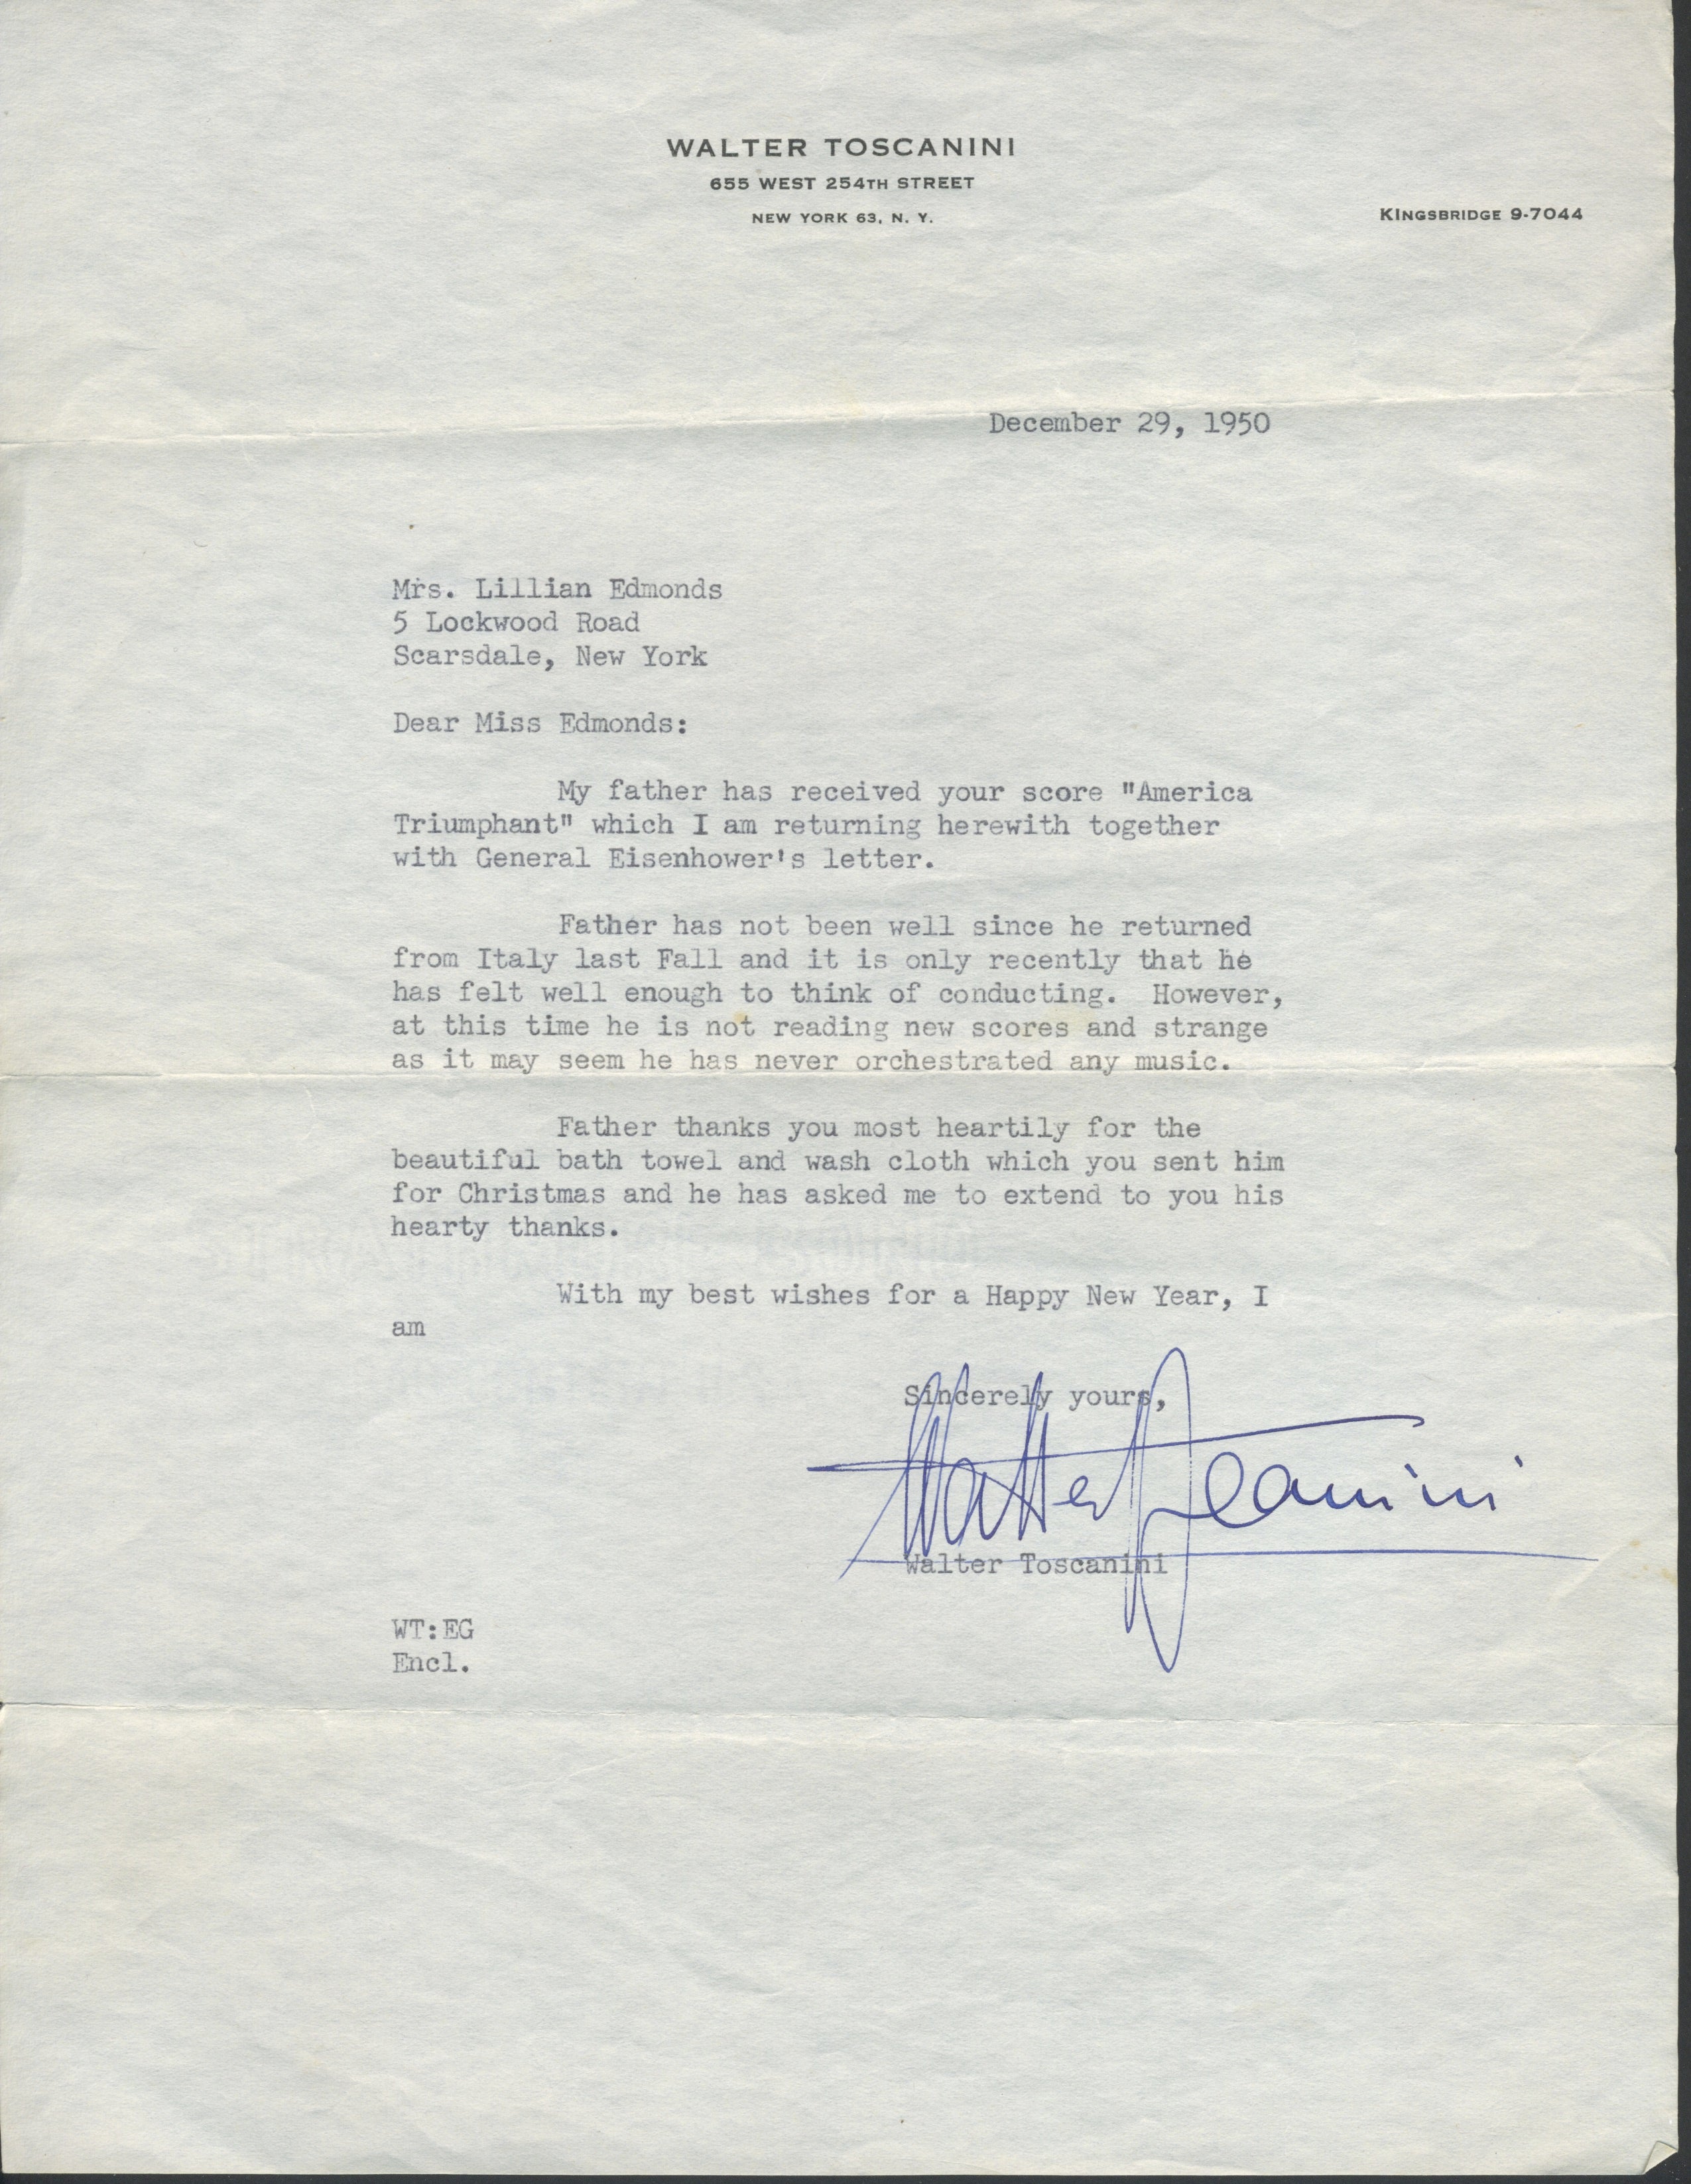 WALTER TOSCANINI
655 WEST 254TH STREET
NEW YORK 63, N. Y.
KINGSBRIDGE 9-7044
December 29, 1950
Mrs. Lillian Edmonds
5 Lockwood Road
Scarsdale, New York
Dear Miss Edmonds:
My father has received your score "America
Triumphant" which I am returning herewith together
with General Eisenhower's letter.
Father has not been well since he returned
from Italy last Fall and it is only recently that he
has felt well enough to think of conducting. However,
at this time he is not reading new scores and strange
as it may seem he has never orchestrated any music.
Father thanks you most heartily for the
beautiful bath towel and wash cloth which you sent him
for Christmas and he has asked me to extend to you his
hearty thanks.
With my best wishes for a Happy New Year, I
am
Sincerely yours,
Walter Toscanini
Walter Toscanini
WT:EG
Encl.